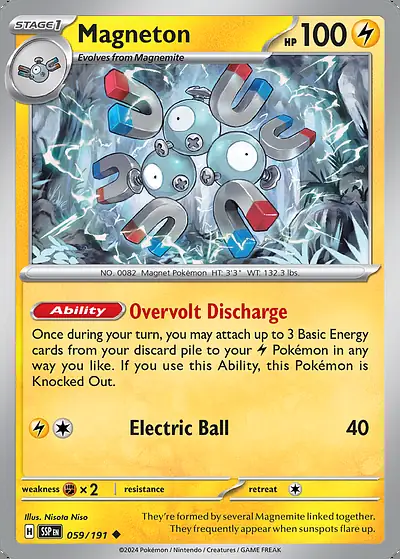 STAGE1
Magneton
HP 100
Evolves from Magnemite
NO. 0082 Magnet Pokémon HT: 3'3" WT: 132.3 lbs.
Ability Overvolt Discharge
Once during your turn, you may attach up to 3 Basic Energy
cards from your discard pile to your Pokémon in any
way you like. If you use this Ability, this Pokémon is
Knocked Out.
Electric Ball 40
weakness ×2 resistance retreat
Illus. Nisota Niso
H SSP EN 059/191
They're formed by several Magnemite linked together.
They frequently appear when sunspots flare up.
©2024 Pokémon / Nintendo / Creatures / GAME FREAK